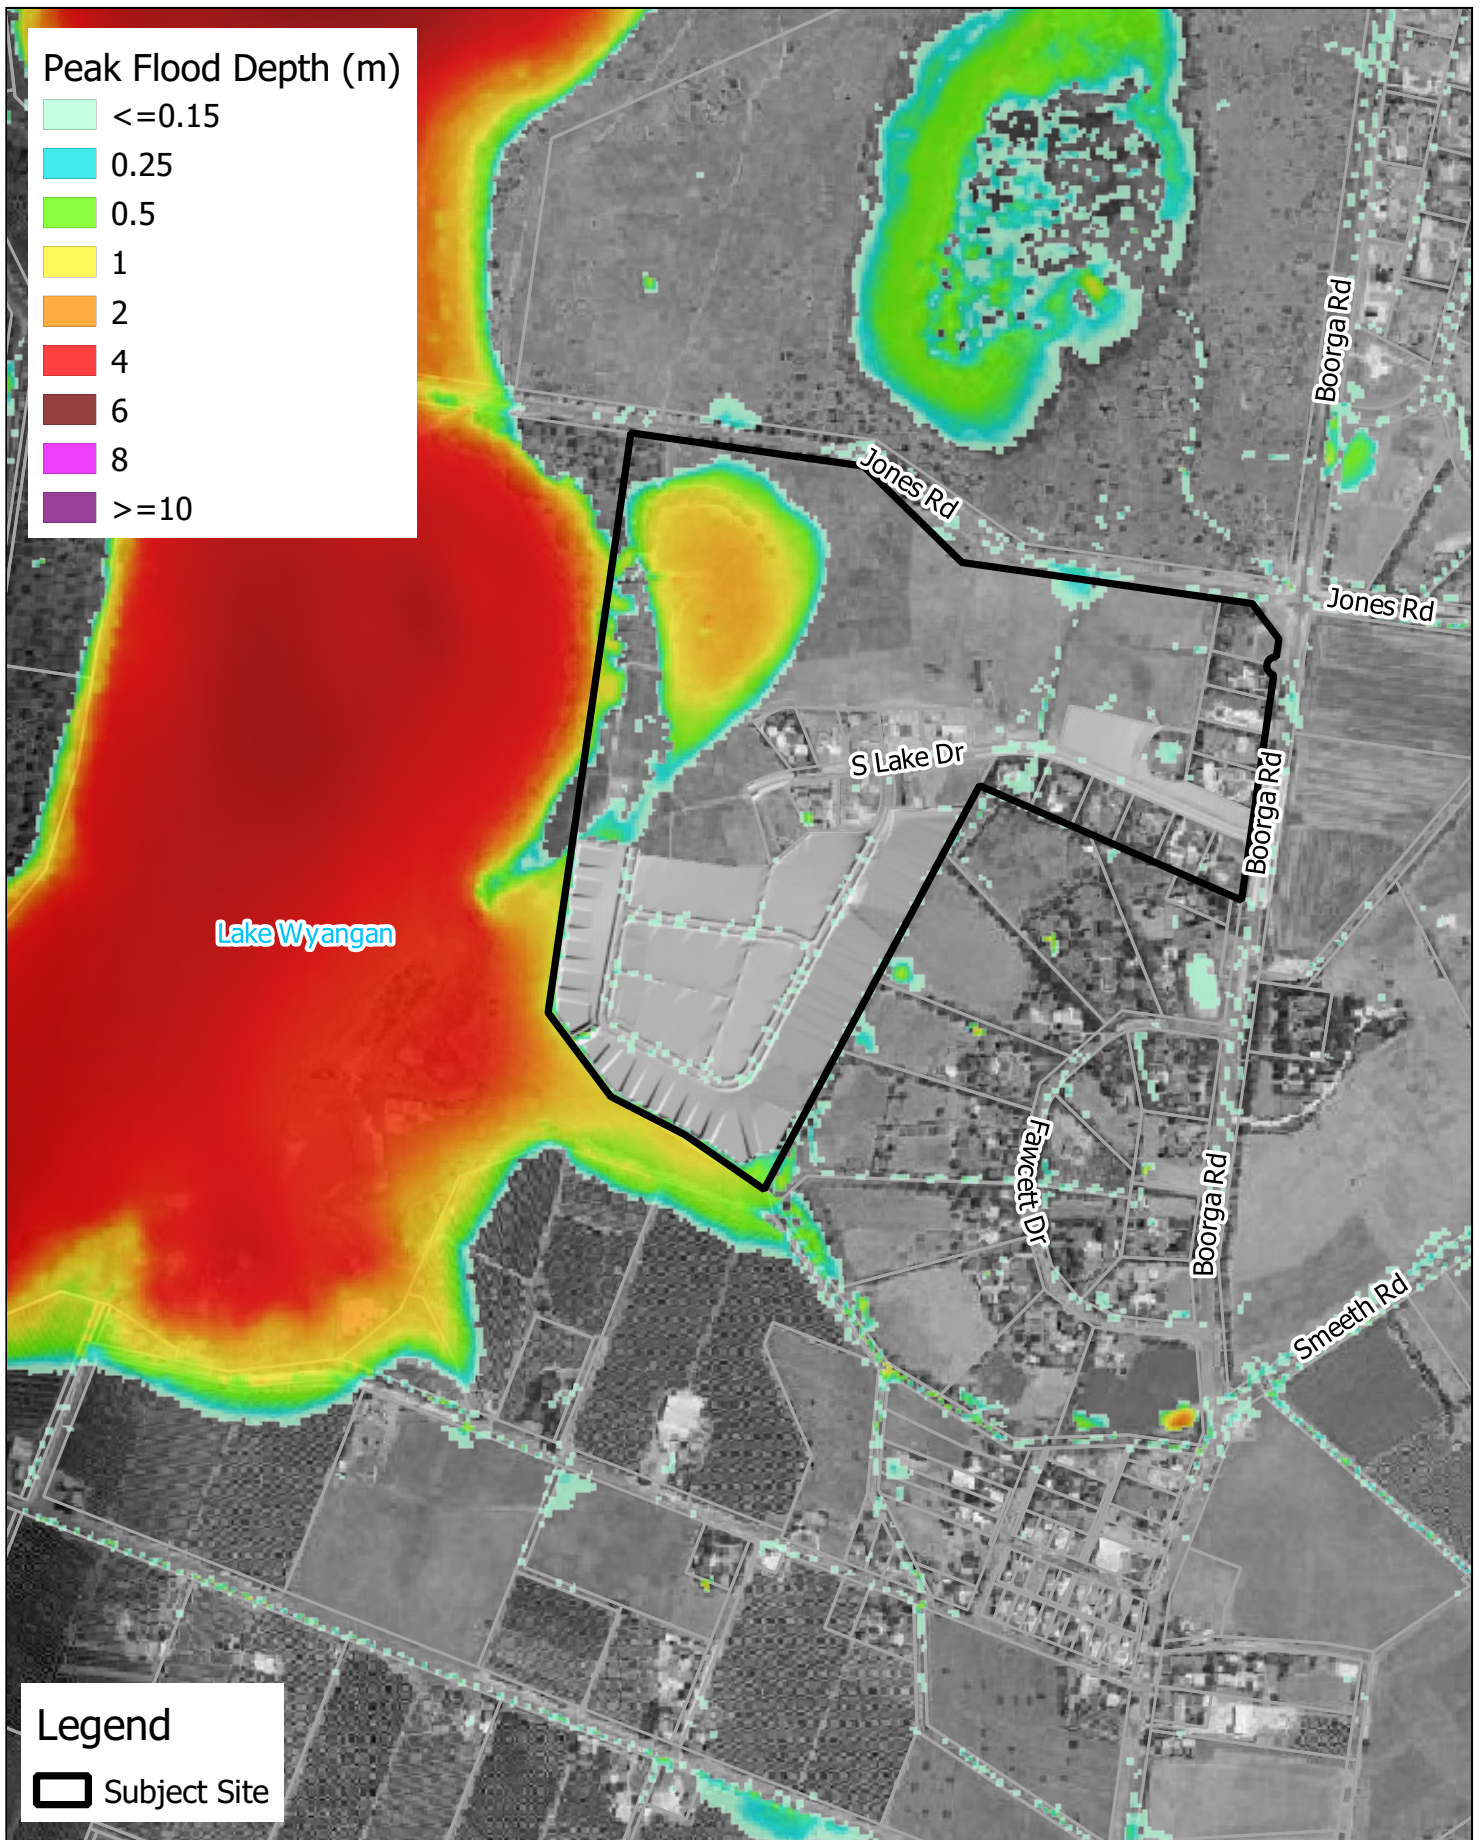 Peak Flood Depth (m)
<=0.15
0.25
0.5
1
2
4
6
8
>=10
Boorga Rd
Jones Rd
Jones Rd
S Lake Dr
Boorga Rd
Lake Wyangan
Fawcett Dr
Boorga Rd
Smeeth Rd
Legend
Subject Site